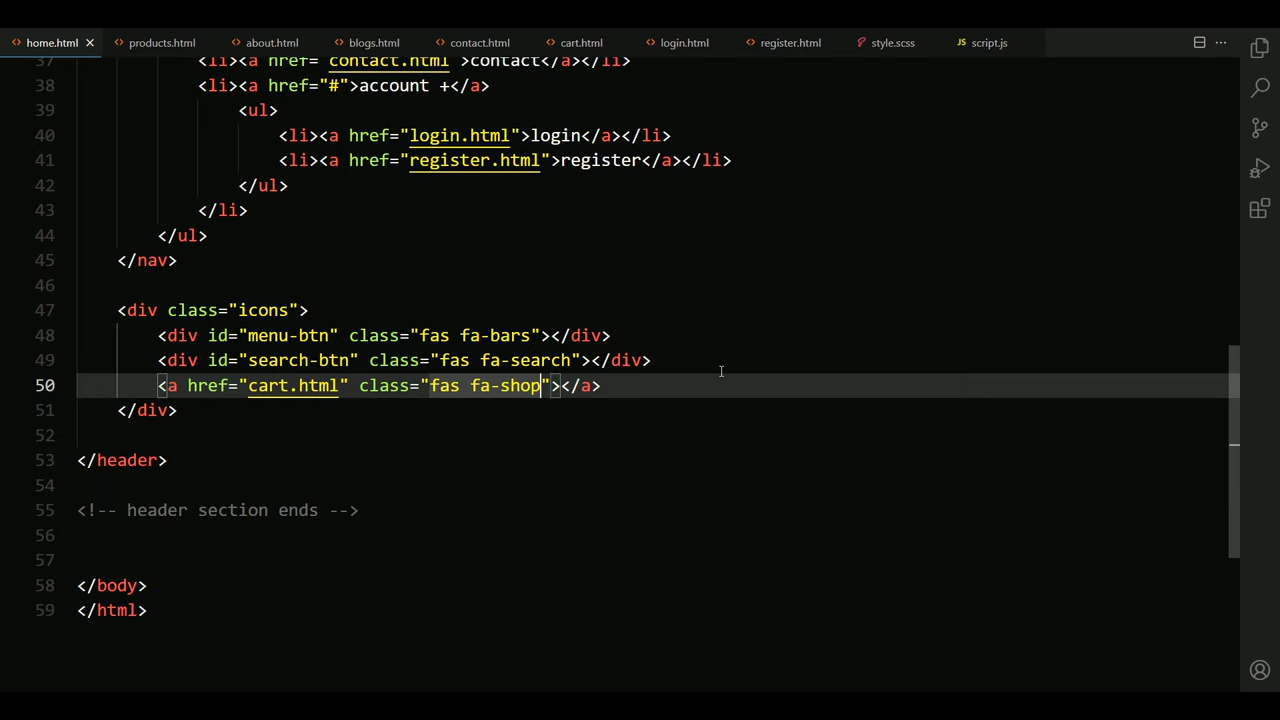 home.html products.html about.html blogs.html contact.html cart.html login.html register.html style.scss script.js
37 <li><a href="contact.html">contact</a></li>
38 <li><a href="#">account +</a>
39 <ul>
40 <li><a href="login.html">login</a></li>
41 <li><a href="register.html">register</a></li>
42 </ul>
43 </li>
44 </ul>
45 </nav>
46
47 <div class="icons">
48 <div id="menu-btn" class="fas fa-bars"></div>
49 <div id="search-btn" class="fas fa-search"></div>
50 <a href="cart.html" class="fas fa-shop"></a>
51 </div>
52
53 </header>
54
55 <!-- header section ends -->
56
57
58 </body>
59 </html>